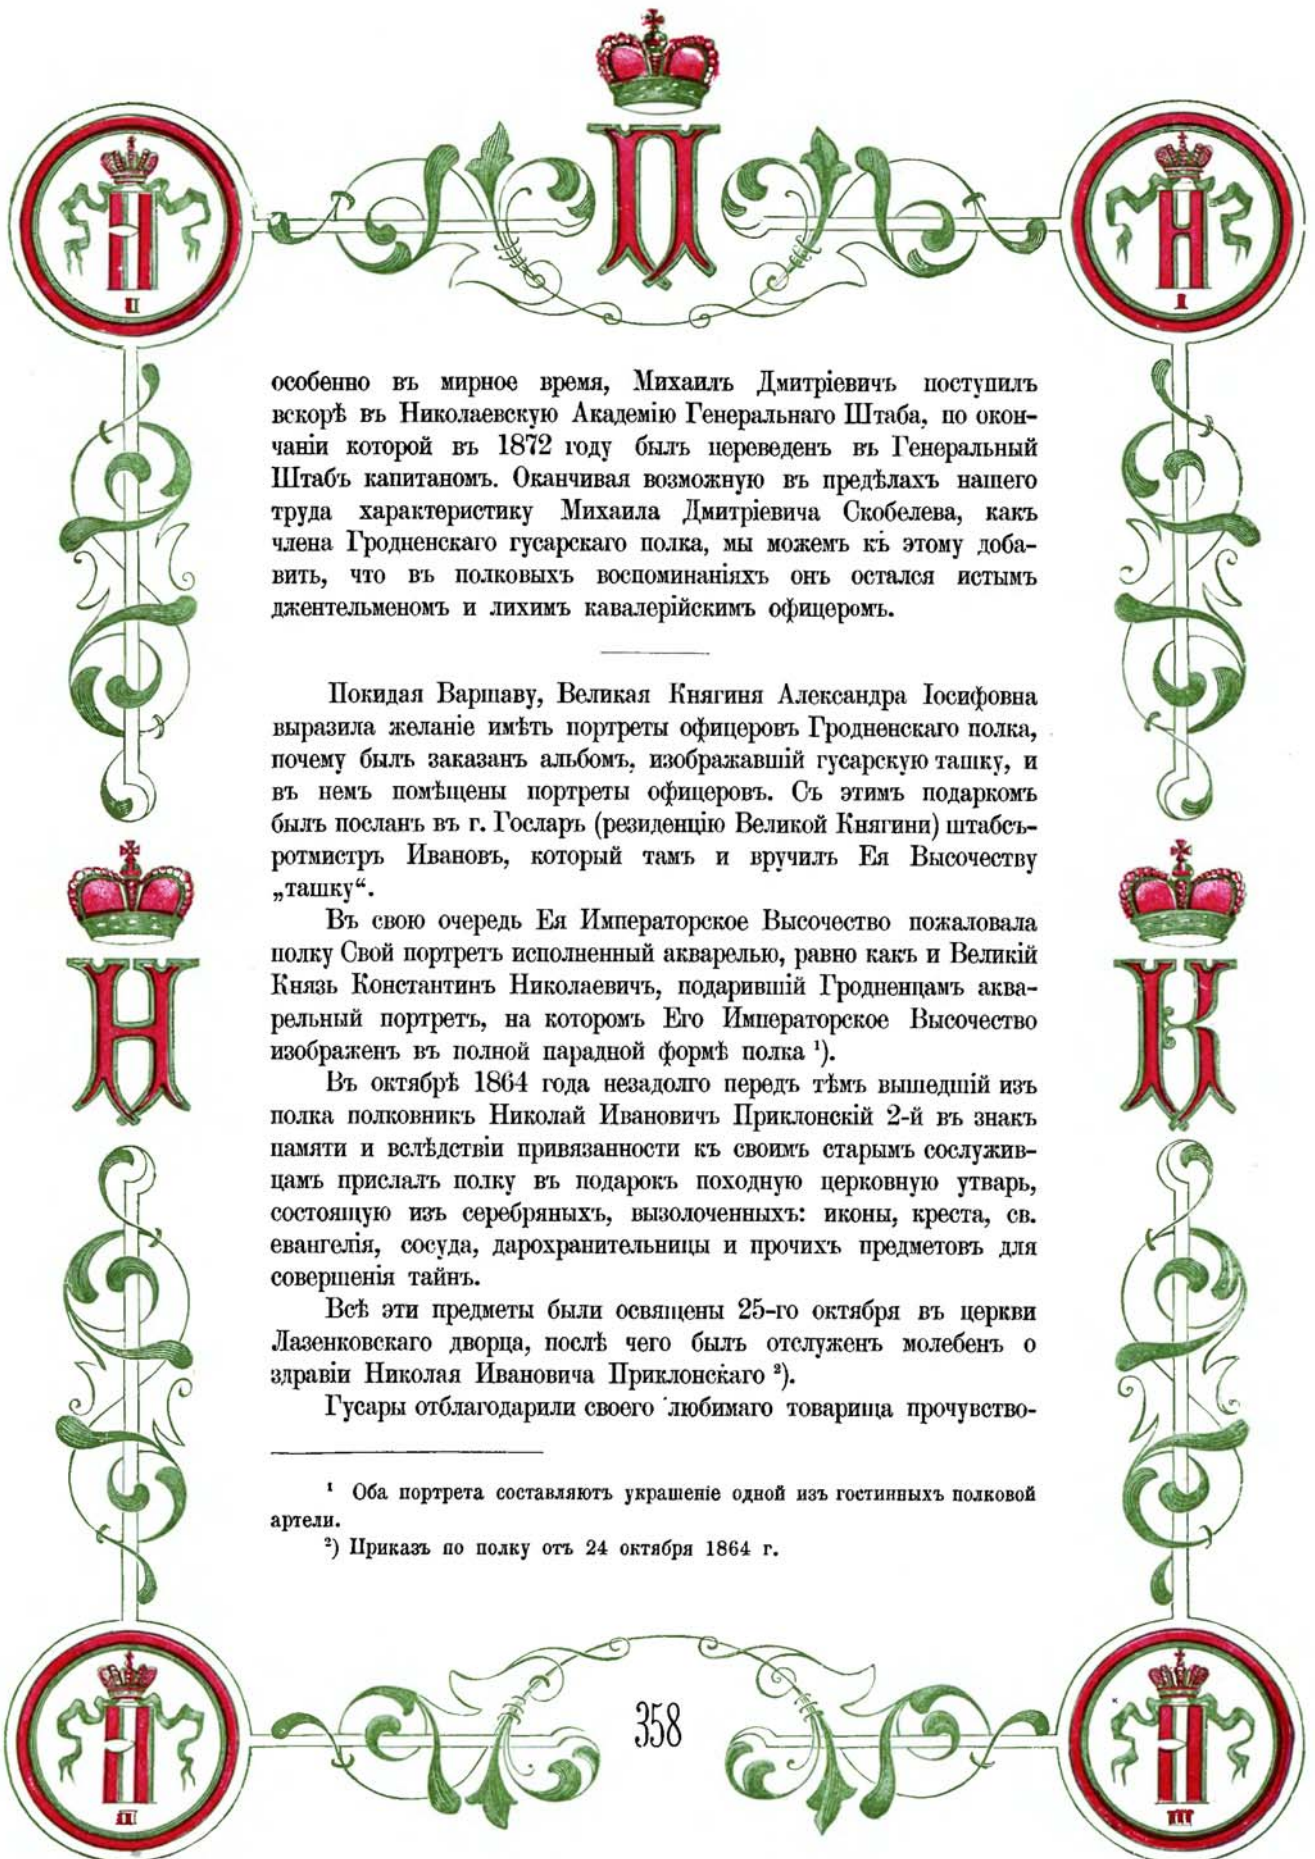 П
II
I
особенно въ мирное время, Михаилъ Дмитріевичъ поступилъ
вскорѣ въ Николаевскую Академію Генеральнаго Штаба, по окон-
чаніи которой въ 1872 году былъ переведенъ въ Генеральный
Штабъ капитаномъ. Оканчивая возможную въ предѣлахъ нашего
труда характеристику Михаила Дмитріевича Скобелева, какъ
члена Гродненскаго гусарскаго полка, мы можемъ къ этому доба-
вить, что въ полковыхъ воспоминаніяхъ онъ остался истымъ
джентельменомъ и лихимъ кавалерійскимъ офицеромъ.
Покидая Варшаву, Великая Княгиня Александра Іосифовна
выразила желаніе имѣть портреты офицеровъ Гродненскаго полка,
почему былъ заказанъ альбомъ, изображавшій гусарскую ташку, и
въ немъ помѣщены портреты офицеровъ. Съ этимъ подаркомъ
былъ посланъ въ г. Госларъ (резиденцію Великой Княгини) штабсъ-
ротмистръ Ивановъ, который тамъ и вручилъ Ея Высочеству
„ташку“.
Въ свою очередь Ея Императорское Высочество пожаловала
полку Свой портретъ исполненный акварелью, равно какъ и Великій
Князь Константинъ Николаевичъ, подарившій Гродненцамъ аква-
рельный портретъ, на которомъ Его Императорское Высочество
изображенъ въ полной парадной формѣ полка ¹).
Въ октябрѣ 1864 года незадолго передъ тѣмъ вышедшій изъ
полка полковникъ Николай Ивановичъ Приклонскій 2-й въ знакъ
памяти и вслѣдствіи привязанности къ своимъ старымъ сослужив-
цамъ прислалъ полку въ подарокъ походную церковную утварь,
состоящую изъ серебряныхъ, вызолоченныхъ: иконы, креста, св.
евангелія, сосуда, дарохранительницы и прочихъ предметовъ для
совершенія тайнъ.
Всѣ эти предметы были освящены 25-го октября въ церкви
Лазенковскаго дворца, послѣ чего былъ отслуженъ молебенъ о
здравіи Николая Ивановича Приклонскаго ²).
Гусары отблагодарили своего любимаго товарища прочувство-
Н
К
¹ Оба портрета составляютъ украшеніе одной изъ гостинныхъ полковой
артели.
²) Приказъ по полку отъ 24 октября 1864 г.
358
III